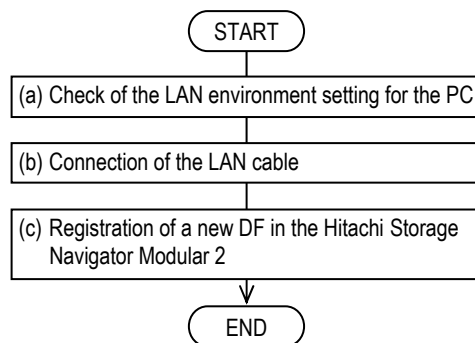 START
(a) Check of the LAN environment setting for the PC
(b) Connection of the LAN cable
(c) Registration of a new DF in the Hitachi Storage
Navigator Modular 2
END